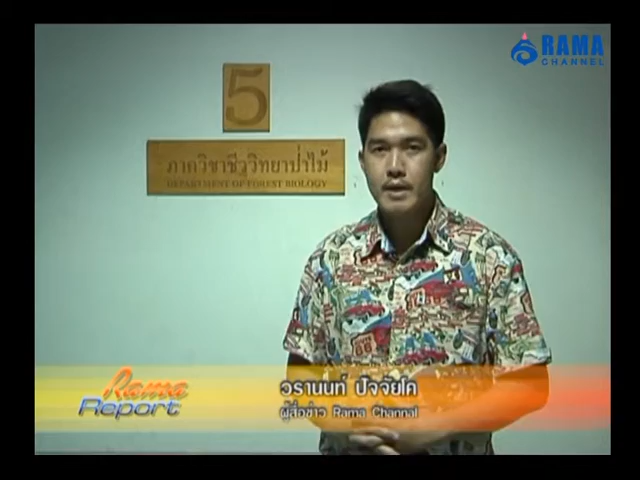 RAMA
CHANNEL
5
ภาควิชาชีววิทยาป่าไม้
DEPARTMENT OF FOREST BIOLOGY
Rama
Report
วรานนท์ ปัจจัยโค
ผู้สื่อข่าว Rama Channal